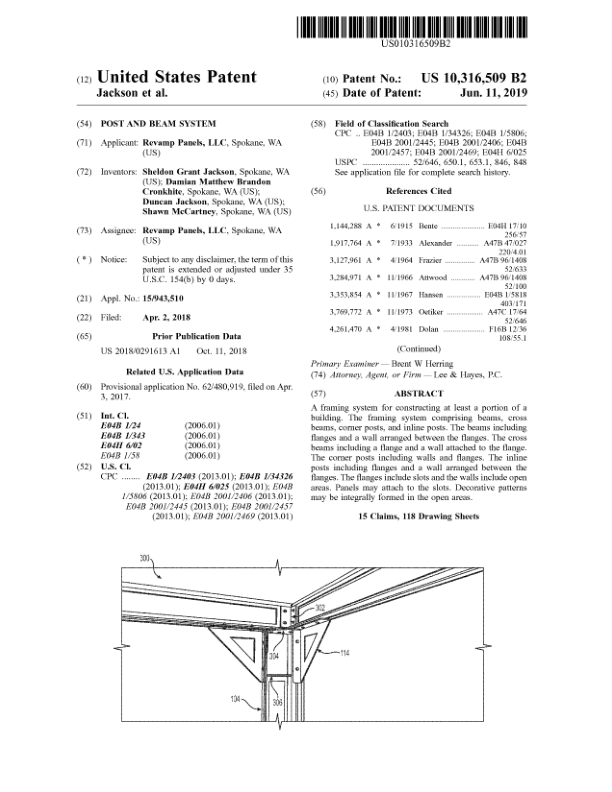 US010316509B2
(12) United States Patent
Jackson et al.
(10) Patent No.: US 10,316,509 B2
(45) Date of Patent: Jun. 11, 2019
(54) POST AND BEAM SYSTEM
(71) Applicant: Revamp Panels, LLC, Spokane, WA
(US)
(72) Inventors: Sheldon Grant Jackson, Spokane, WA
(US); Damian Matthew Brandon
Cronkhite, Spokane, WA (US);
Duncan Jackson, Spokane, WA (US);
Shawn McCartney, Spokane, WA (US)
(73) Assignee: Revamp Panels, LLC, Spokane, WA
(US)
( * ) Notice: Subject to any disclaimer, the term of this
patent is extended or adjusted under 35
U.S.C. 154(b) by 0 days.
(21) Appl. No.: 15/943,510
(22) Filed: Apr. 2, 2018
(65) Prior Publication Data
US 2018/0291613 A1 Oct. 11, 2018
Related U.S. Application Data
(60) Provisional application No. 62/480,919, filed on Apr.
3, 2017.
(51) Int. Cl.
E04B 1/24 (2006.01)
E04B 1/343 (2006.01)
E04H 6/02 (2006.01)
E04B 1/58 (2006.01)
(52) U.S. Cl.
CPC ........ E04B 1/2403 (2013.01); E04B 1/34326
(2013.01); E04H 6/025 (2013.01); E04B
1/5806 (2013.01); E04B 2001/2406 (2013.01);
E04B 2001/2445 (2013.01); E04B 2001/2457
(2013.01); E04B 2001/2469 (2013.01)
(58) Field of Classification Search
CPC .. E04B 1/2403; E04B 1/34326; E04B 1/5806;
E04B 2001/2445; E04B 2001/2406; E04B
2001/2457; E04B 2001/2469; E04H 6/025
USPC ..................... 52/646, 650.1, 653.1, 846, 848
See application file for complete search history.
(56) References Cited
U.S. PATENT DOCUMENTS
1,144,288 A * 6/1915 Bente ..................... E04H 17/10
256/57
1,917,764 A * 7/1933 Alexander .......... A47B 47/027
220/4.01
3,127,961 A * 4/1964 Frazier .............. A47B 96/1408
52/633
3,284,971 A * 11/1966 Attwood ........... A47B 96/1408
52/100
3,353,854 A * 11/1967 Hansen ................ E04B 1/5818
403/171
3,769,772 A * 11/1973 Oetiker ................. A47C 17/64
52/646
4,261,470 A * 4/1981 Dolan .................... F16B 12/36
108/55.1
(Continued)
Primary Examiner — Brent W Herring
(74) Attorney, Agent, or Firm — Lee & Hayes, P.C.
(57) ABSTRACT
A framing system for constructing at least a portion of a
building. The framing system comprising beams, cross
beams, corner posts, and inline posts. The beams including
flanges and a wall arranged between the flanges. The cross
beams including a flange and a wall attached to the flange.
The corner posts including walls and flanges. The inline
posts including flanges and a wall arranged between the
flanges. The flanges include slots and the walls include open
areas. Panels may attach to the slots. Decorative patterns
may be integrally formed in the open areas.
15 Claims, 118 Drawing Sheets
300
302
304
114
104
306